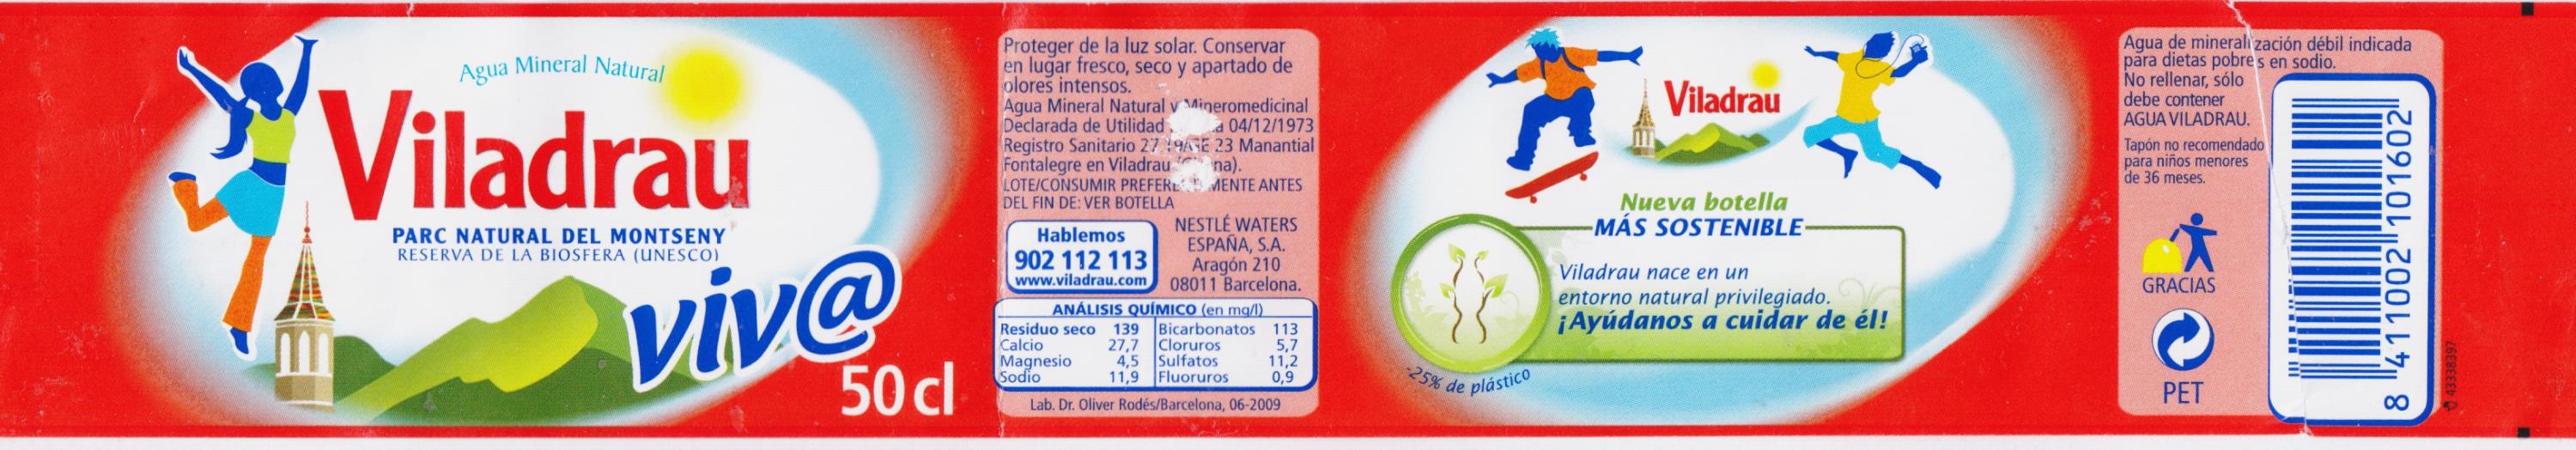 Agua Mineral Natural
Viladrau
PARC NATURAL DEL MONTSENY
RESERVA DE LA BIOSFERA (UNESCO)
viv@
50 cl
Proteger de la luz solar. Conservar
en lugar fresco, seco y apartado de
olores intensos.
Agua Mineral Natural y Mineromedicinal
Declarada de Utilidad 04/12/1973
Registro Sanitario 23 Manantial
Fontalegre en Viladrau
LOTE/CONSUMIR ANTES
DEL FIN DE: VER BOTELLA
Hablemos
902 112 113
www.viladrau.com
NESTLÉ WATERS
ESPAÑA, S.A.
Aragón 210
08011 Barcelona.
ANÁLISIS QUÍMICO (en mg/l)
Residuo seco 139 Bicarbonatos 113
Calcio 27,7 Cloruros 5,7
Magnesio 4,5 Sulfatos 11,2
Sodio 11,9 Fluoruros 0,9
Lab. Dr. Oliver Rodés/Barcelona, 06-2009
Viladrau
Nueva botella
MÁS SOSTENIBLE
Viladrau nace en un
entorno natural privilegiado.
¡Ayúdanos a cuidar de él!
-25% de plástico
Agua de mineralización débil indicada
para dietas pobres en sodio.
No rellenar, sólo
debe contener
AGUA VILADRAU.
Tapón no recomendado
para niños menores
de 36 meses.
GRACIAS
PET
8 411002 101602
43338397